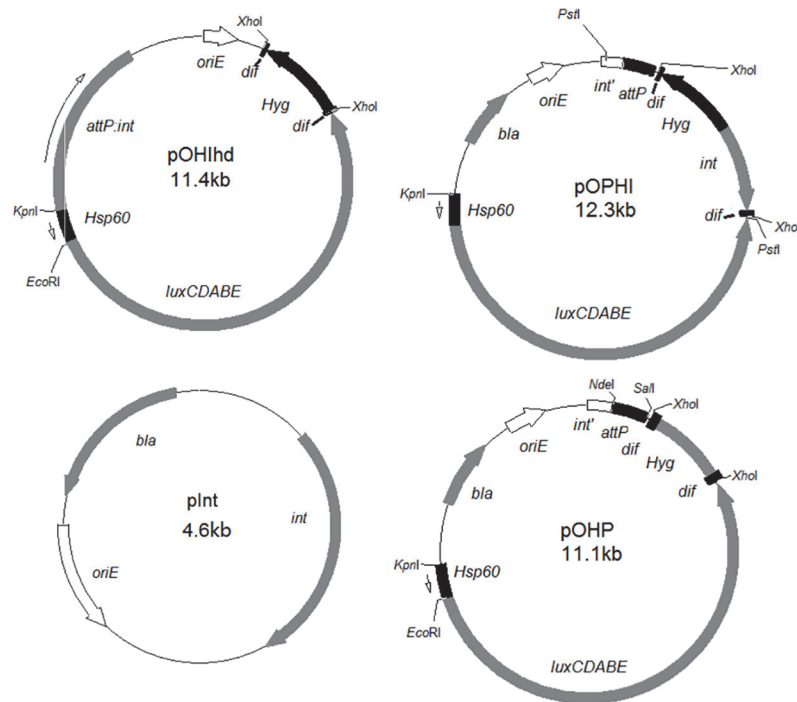 XhoI
oriE
dif
Hyg
XhoI
dif
attP:int
pOHIhd
11.4kb
KpnI
Hsp60
EcoRI
luxCDABE
PstI
XhoI
oriE
int'
attP
dif
Hyg
bla
int
pOPHI
12.3kb
KpnI
Hsp60
dif
Xho
PstI
luxCDABE
bla
pInt
4.6kb
int
oriE
NdeI
SalI
XhoI
oriE
int'
attP
dif
Hyg
XhoI
dif
bla
pOHP
11.1kb
KpnI
Hsp60
EcoRI
luxCDABE